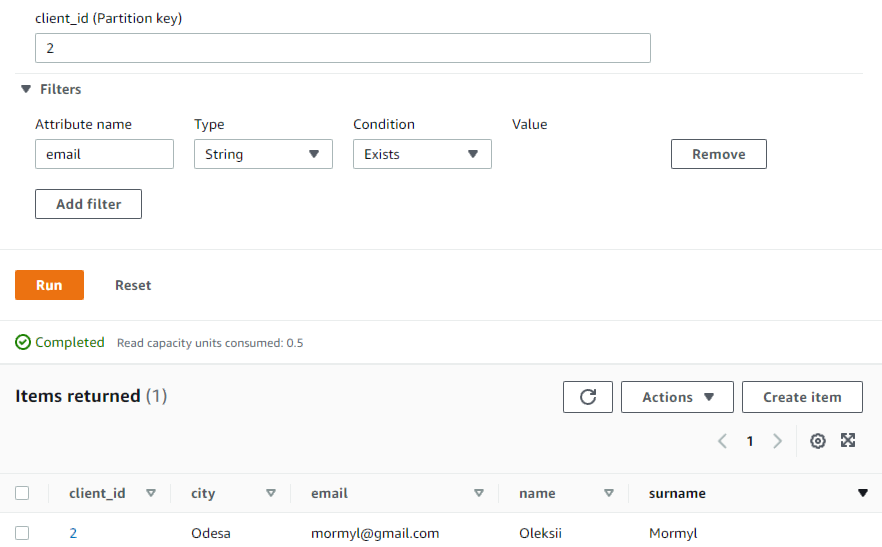 client_id (Partition key)
2
Filters
Attribute name Type Condition Value
email String Exists Remove
Add filter
Run Reset
Completed Read capacity units consumed: 0.5
Items returned (1) Actions Create item
1
client_id city email name surname
2 Odesa mormyl@gmail.com Oleksii Mormyl